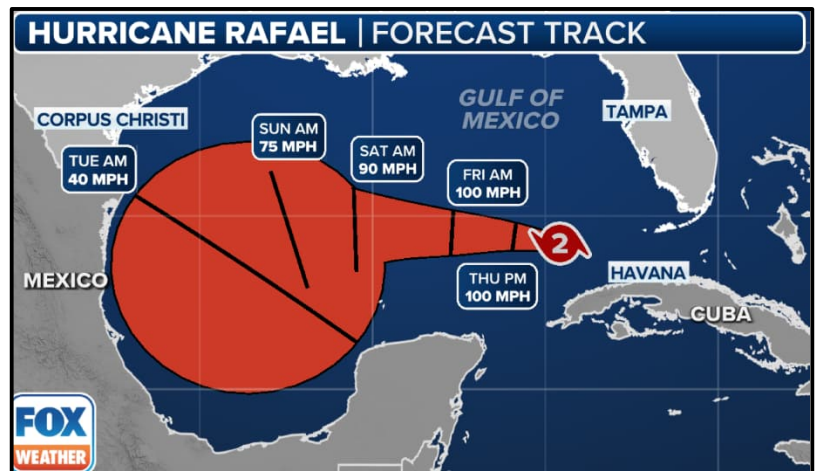 HURRICANE RAFAEL | FORECAST TRACK
GULF OF
MEXICO
TAMPA
CORPUS CHRISTI
SUN AM
75 MPH
SAT AM
90 MPH
TUE AM
40 MPH
FRI AM
100 MPH
2
THU PM
100 MPH
MEXICO
HAVANA
CUBA
FOX
WEATHER